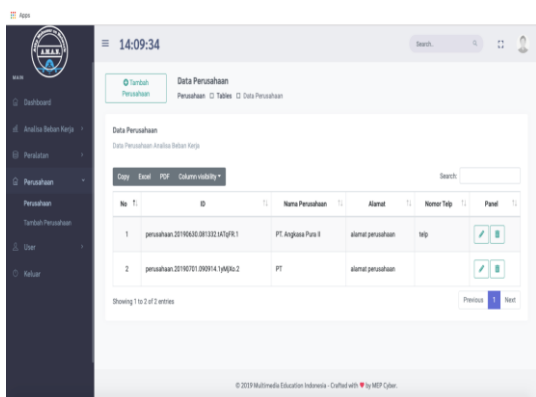 Apps
A.M.A.N.
14:09:34
Search..
MAIN
Dashboard
Analisa Beban Kerja
Peralatan
Perusahaan
Perusahaan
Tambah Perusahaan
User
Keluar
Tambah Perusahaan
Data Perusahaan
Perusahaan Tables Data Perusahaan
Data Perusahaan
Data Perusahaan Analisa Beban Kerja
Copy Excel PDF Column visibility
Search:
No ID Nama Perusahaan Alamat Nomer Telp Panel
1 perusahaan.20190630.081332.tATqFR.1 PT. Angkasa Pura II alamat perusahaan telp
2 perusahaan.20190701.090914.1yMjXo.2 PT alamat perusahaan
Showing 1 to 2 of 2 entries
Previous 1 Next
© 2019 Multimedia Education Indonesia - Crafted with ♥ by MEP Cyber.